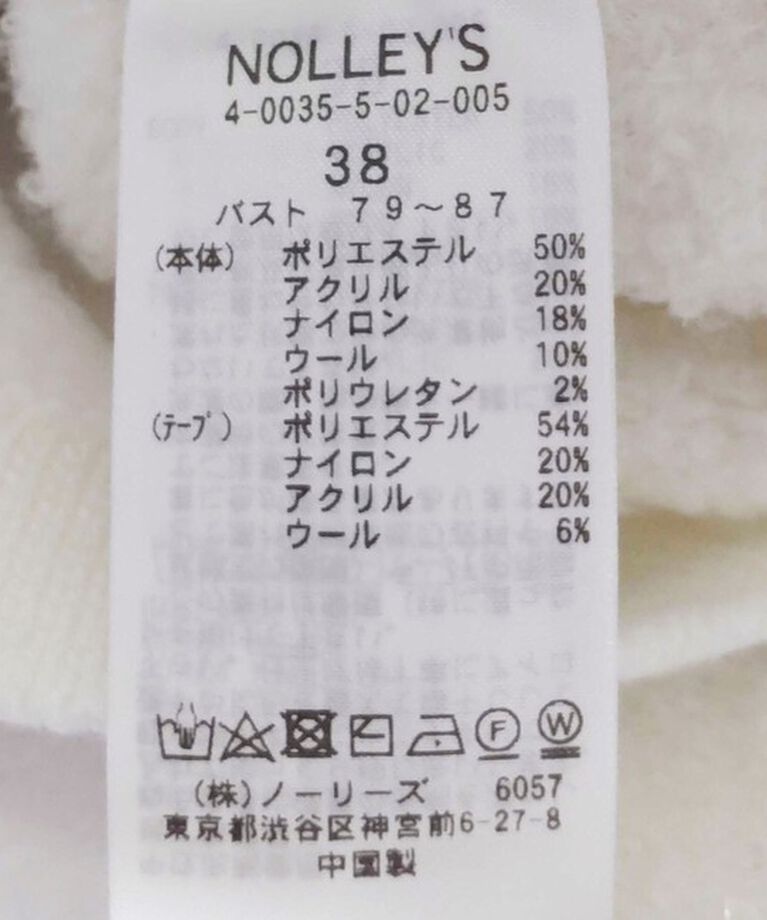 NOLLEY'S
4-0035-5-02-005
38
バスト 79～87
(本体) ポリエステル 50%
アクリル 20%
ナイロン 18%
ウール 10%
ポリウレタン 2%
(テープ) ポリエステル 54%
ナイロン 20%
アクリル 20%
ウール 6%
F W
(株)ノーリーズ 6057
東京都渋谷区神宮前6-27-8
中国製